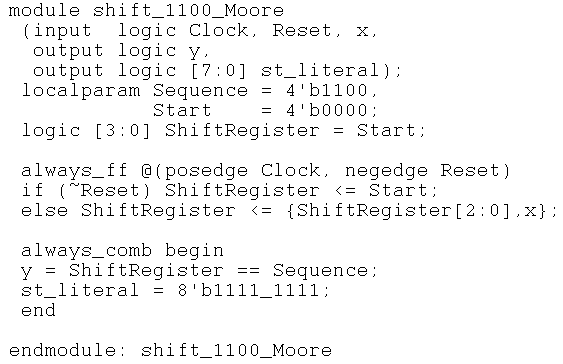 module shift_1100_Moore
(input  logic Clock, Reset, x,
output logic y,
output logic [7:0] st_literal);
localparam Sequence = 4'b1100,
Start    = 4'b0000;
logic [3:0] ShiftRegister = Start;
always_ff @(posedge Clock, negedge Reset)
if (~Reset) ShiftRegister <= Start;
else ShiftRegister <= {ShiftRegister[2:0],x};
always_comb begin
y = ShiftRegister == Sequence;
st_literal = 8'b1111_1111;
end
endmodule: shift_1100_Moore